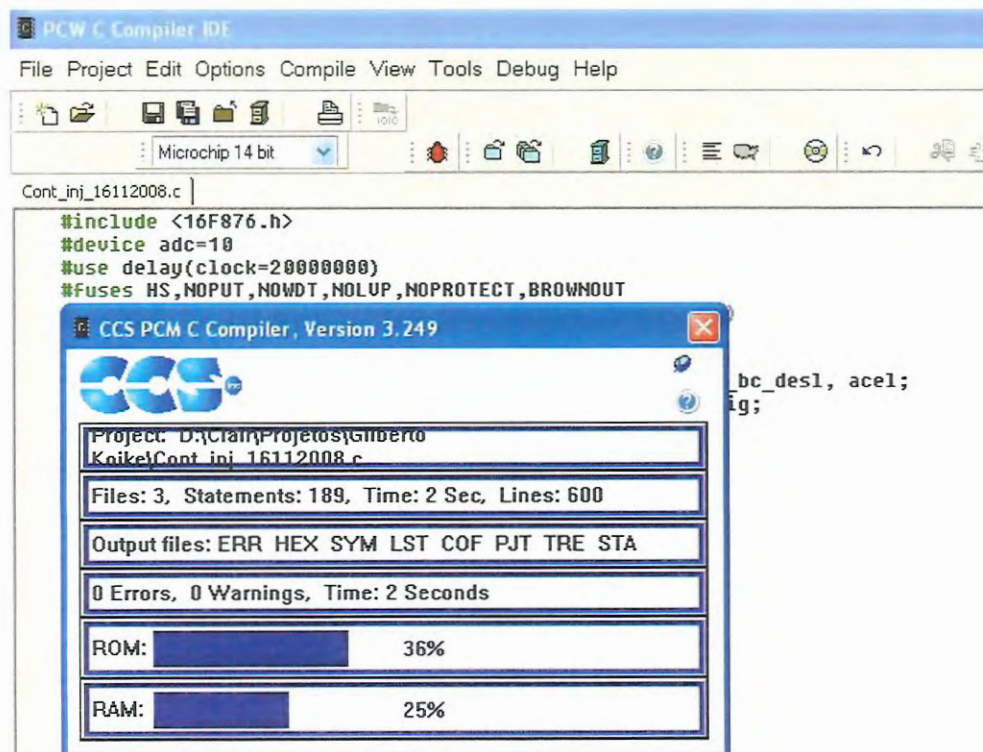 PCW C Compiler IDE
File Project Edit Options Compile View Tools Debug Help
Microchip 14 bit
Cont_inj_16112008.c
#include <16F876.h>
#device adc=10
#use delay(clock=20000000)
#fuses HS,NOPUT,NOWDT,NOLVP,NOPROTECT,BROWNOUT
CCS PCM C Compiler, Version 3.249
_bc_desl, acel;
ig;
CCS
Project: D:\Clair\Projetos\Gilberto
Koike\Cont_inj_16112008.c
Files: 3, Statements: 189, Time: 2 Sec, Lines: 600
Output files: ERR HEX SYM LST COF PJT TRE STA
0 Errors, 0 Warnings, Time: 2 Seconds
ROM: 36%
RAM: 25%